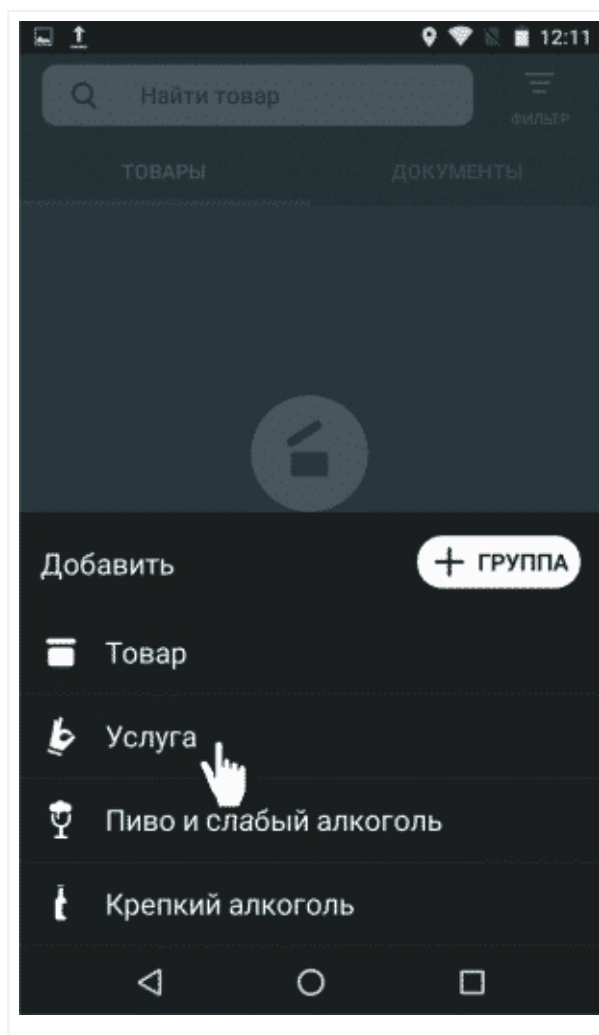 12:11
Найти товар
ФИЛЬТР
ТОВАРЫ
ДОКУМЕНТЫ
Добавить
ГРУППА
Товар
Услуга
Пиво и слабый алкоголь
Крепкий алкоголь